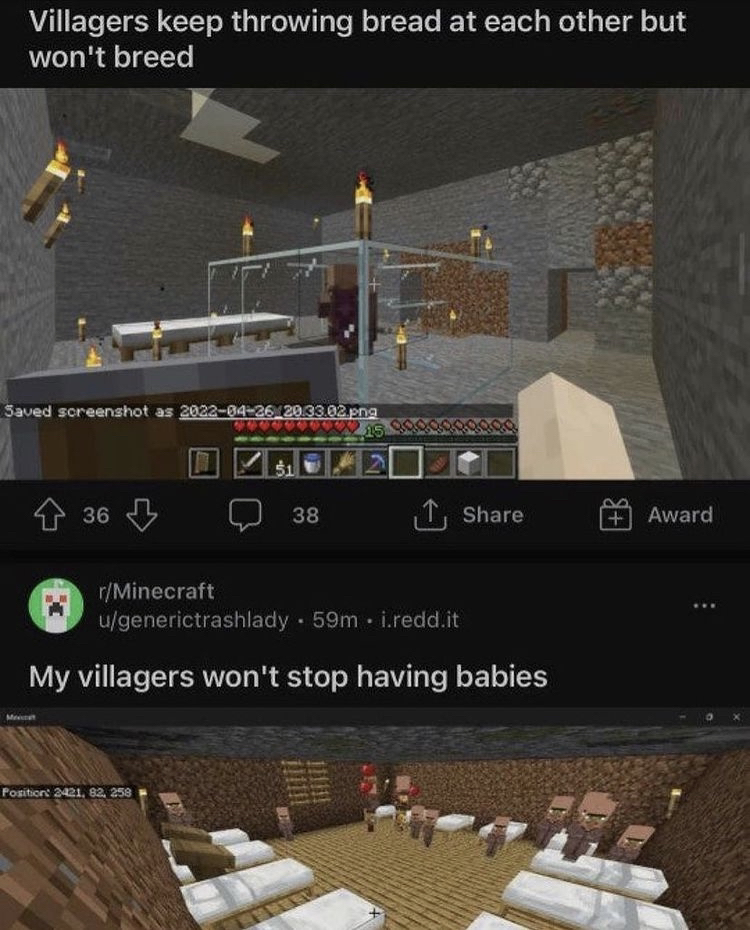 Villagers keep throwing bread at each other but
won't breed
Saved screenshot as 2022-04-26_20.33.02.png
15
51
36
38
Share
Award
r/Minecraft
u/generictrashlady • 59m • i.redd.it
My villagers won't stop having babies
Minecraft
Position: 2421, 82, 258